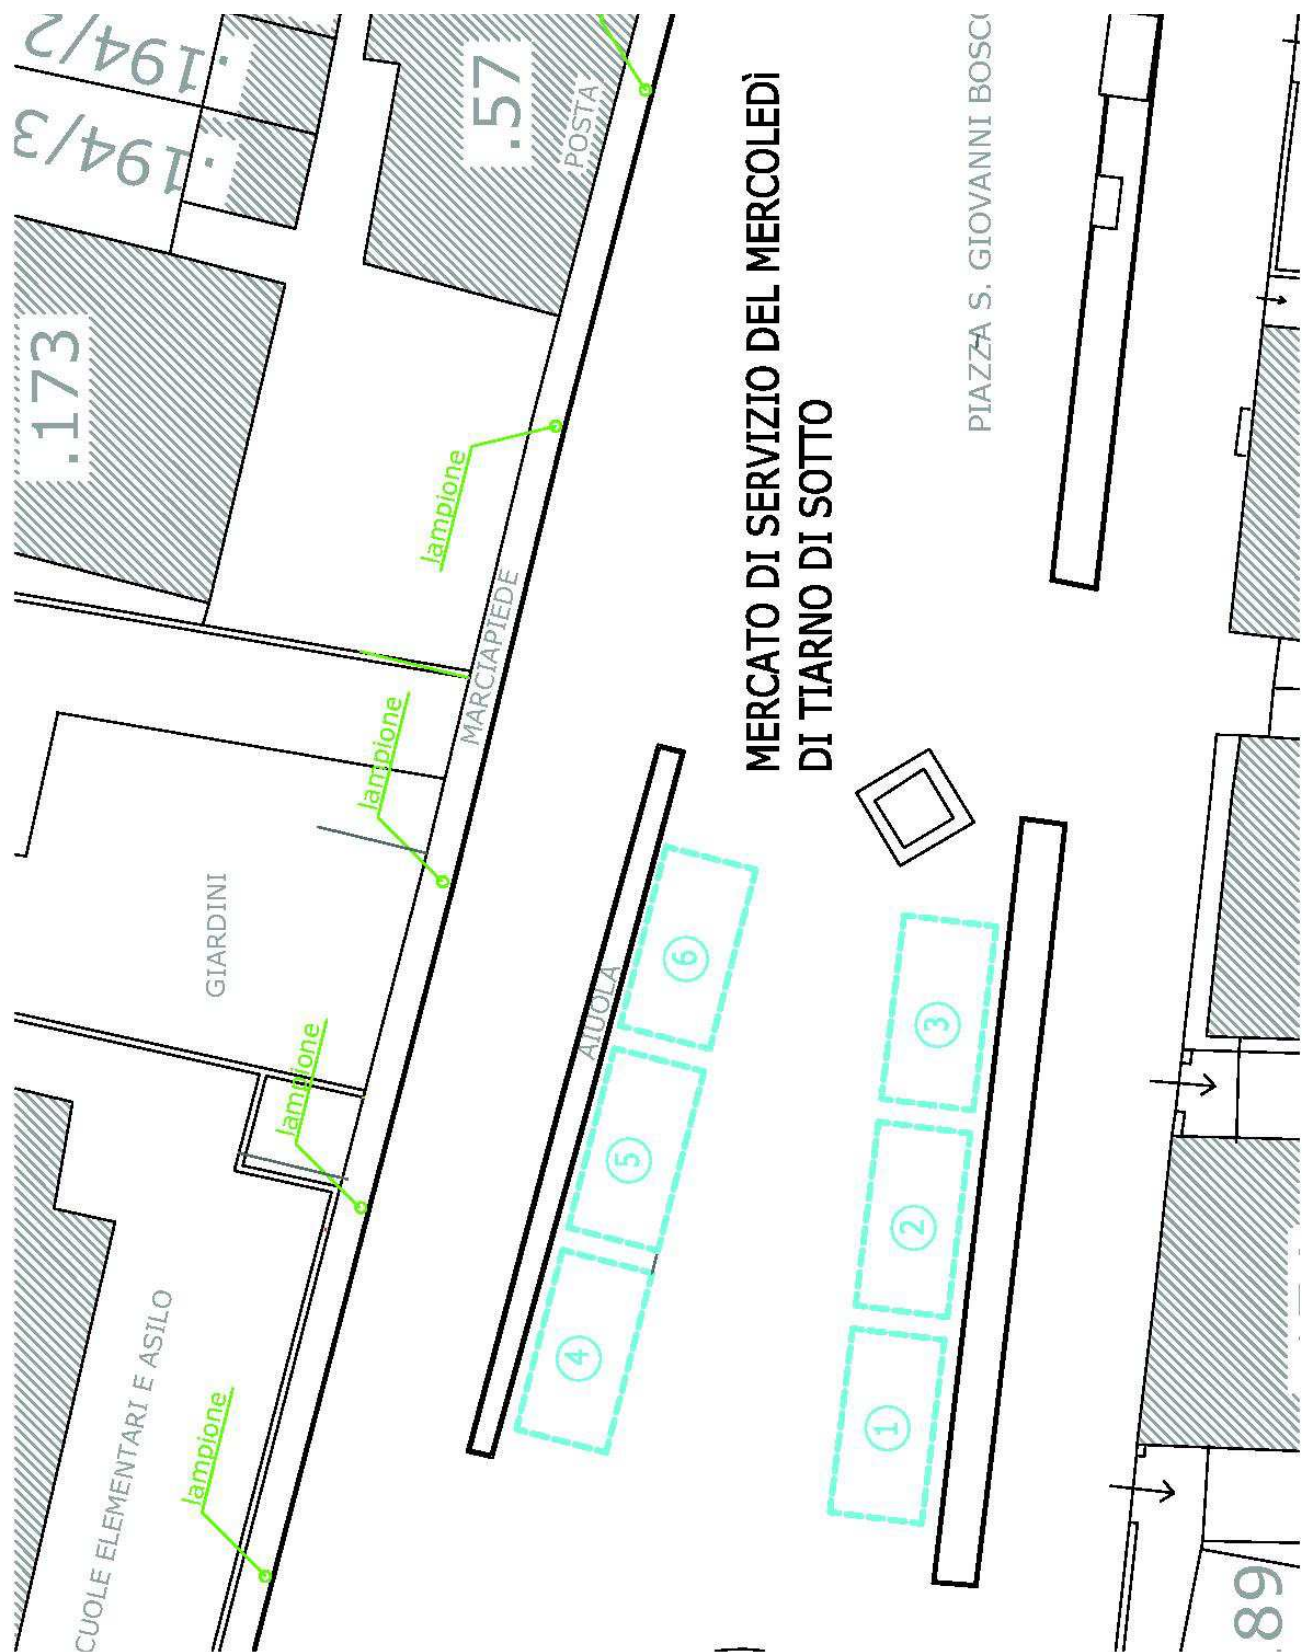 .194/2
.194/3
.57
POSTA
.173
lampione
MARCIAPIEDE
MERCATO DI SERVIZIO DEL MERCOLEDÌ
DI TIARNO DI SOTTO
PIAZZA S. GIOVANNI BOSCO
lampione
GIARDINI
lampione
AIUOLA
6
5
4
3
2
1
CUOLE ELEMENTARI E ASILO
lampione
89